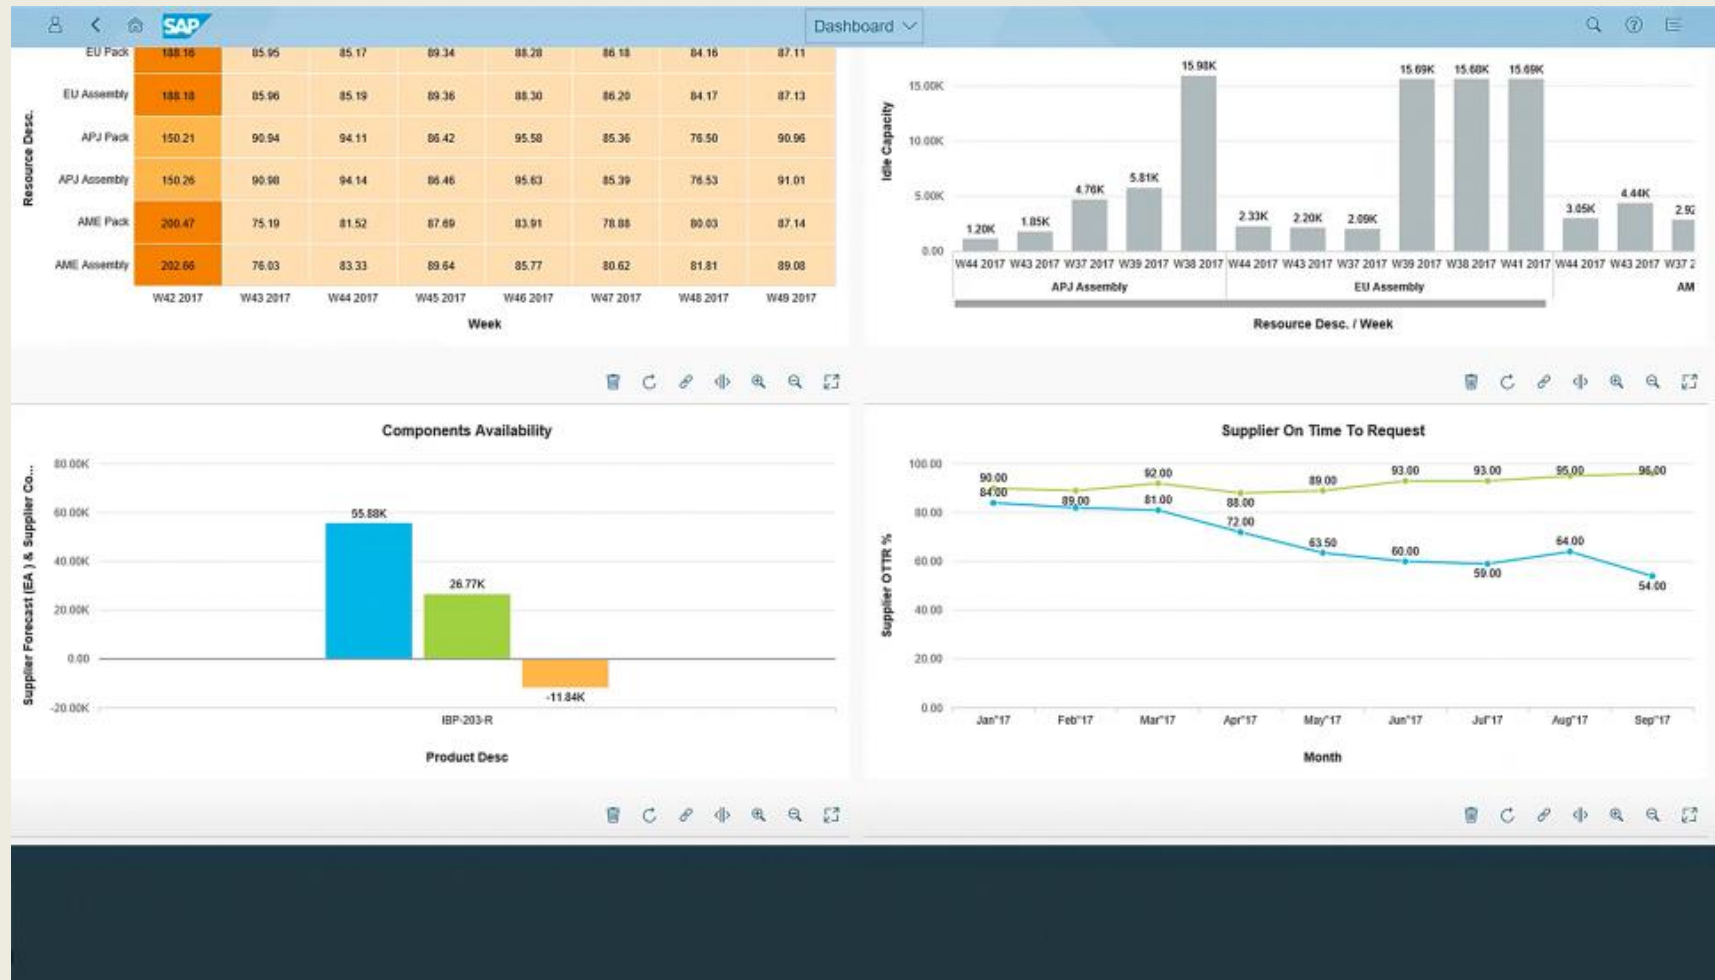 SAP
Dashboard
Resource Desc.
EU Pack 188.16 85.95 85.17 89.34 88.28 86.18 84.16 87.11
EU Assembly 188.18 85.96 85.19 89.36 88.30 86.20 84.17 87.13
APJ Pack 150.21 90.94 94.11 86.42 95.58 85.36 76.50 90.96
APJ Assembly 150.26 90.98 94.14 86.46 95.63 85.39 76.53 91.01
AME Pack 200.47 75.19 81.52 87.69 83.91 78.88 80.03 87.14
AME Assembly 202.66 76.03 83.33 89.64 85.77 80.62 81.81 89.08
W42 2017 W43 2017 W44 2017 W45 2017 W46 2017 W47 2017 W48 2017 W49 2017
Week
Idle Capacity
15.00K
10.00K
5.00K
0.00
1.20K 1.85K 4.76K 5.81K 15.98K 2.33K 2.20K 2.09K 15.69K 15.68K 15.69K 3.05K 4.44K 2.92
W44 2017 W43 2017 W37 2017 W39 2017 W38 2017 W44 2017 W43 2017 W37 2017 W39 2017 W38 2017 W41 2017 W44 2017 W43 2017 W37 2
APJ Assembly EU Assembly AM
Resource Desc. / Week
Components Availability
Supplier Forecast (EA ) & Supplier Co...
80.00K
60.00K
40.00K
20.00K
0.00
-20.00K
55.88K
26.77K
-11.84K
IBP-203-R
Product Desc
Supplier On Time To Request
Supplier OTTR %
100.00
80.00
60.00
40.00
20.00
0.00
90.00 89.00 92.00 88.00 89.00 93.00 93.00 95.00 96.00
84.00 81.00 72.00 63.50 60.00 59.00 64.00 54.00
Jan"17 Feb"17 Mar"17 Apr"17 May"17 Jun"17 Jul"17 Aug"17 Sep"17
Month